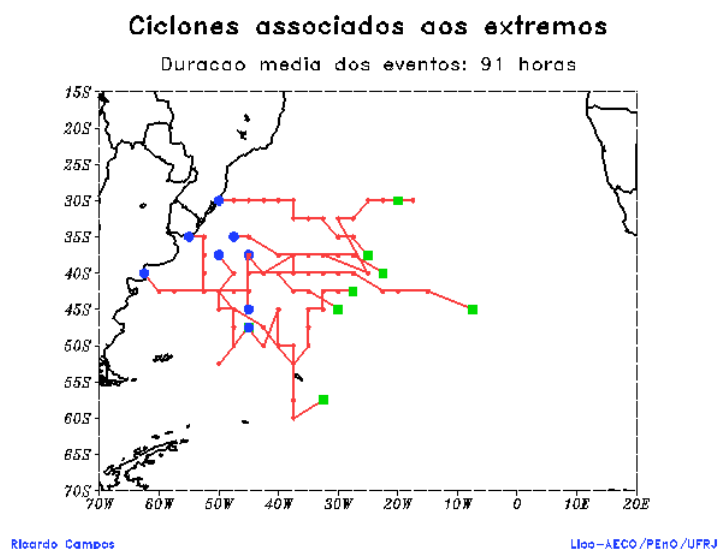 Ciclones associados aos extremos
Duracao media dos eventos: 91 horas
15S
20S
25S
30S
35S
40S
45S
50S
55S
60S
65S
70S
70W 60W 50W 40W 30W 20W 10W 0 10E 20E
Ricardo Campos Lioc-AECO/PEnO/UFRJ